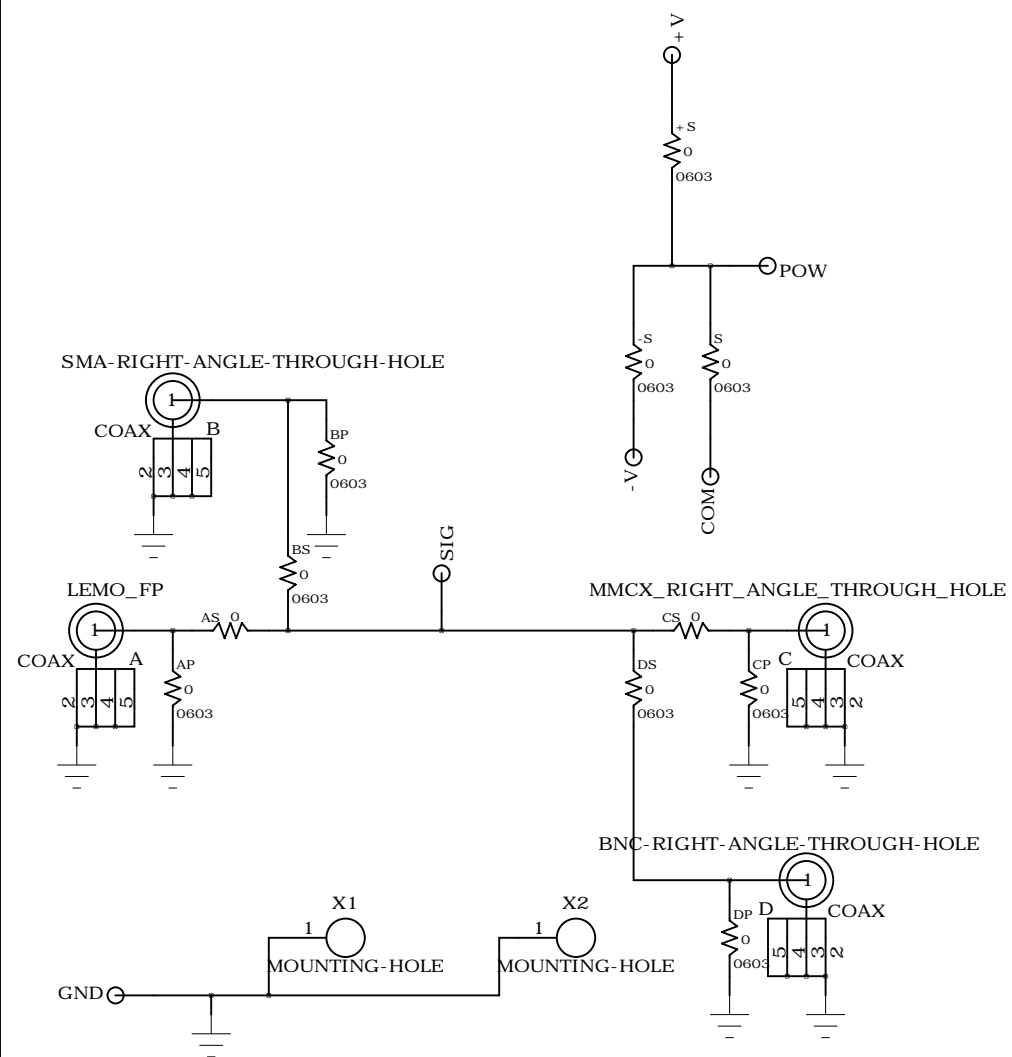 +V
+S
0
0603
POW
-S
0
0603
S
0
0603
-V
COM
SMA-RIGHT-ANGLE-THROUGH-HOLE
1
COAX
B
2
3
4
5
BP
0
0603
BS
0
0603
SIG
LEMO_FP
1
COAX
A
2
3
4
5
AS 0
AP
0
0603
MMCX_RIGHT_ANGLE_THROUGH_HOLE
CS 0
1
DS
0
0603
CP
0
0603
C
COAX
5
4
3
2
BNC-RIGHT-ANGLE-THROUGH-HOLE
1
DP
0
0603
D
COAX
5
4
3
2
X1
1
MOUNTING-HOLE
X2
1
MOUNTING-HOLE
GND